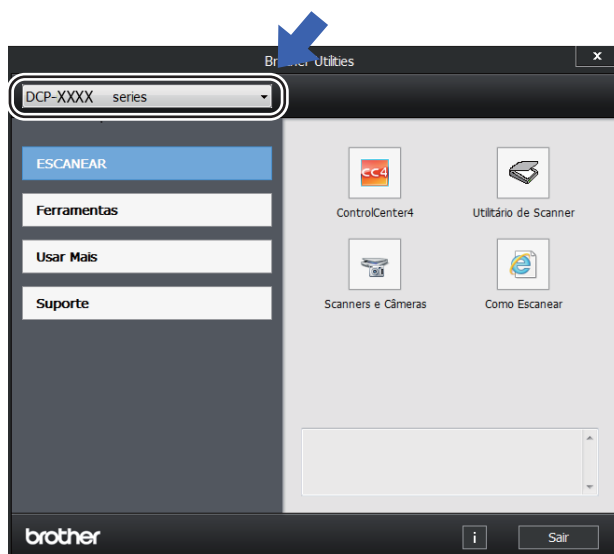 Brother Utilities
X
DCP-XXXX series
ESCANEAR
Ferramentas
Usar Mais
Suporte
CC4
ControlCenter4
Utilitário de Scanner
Scanners e Câmeras
Como Escanear
brother
i
Sair